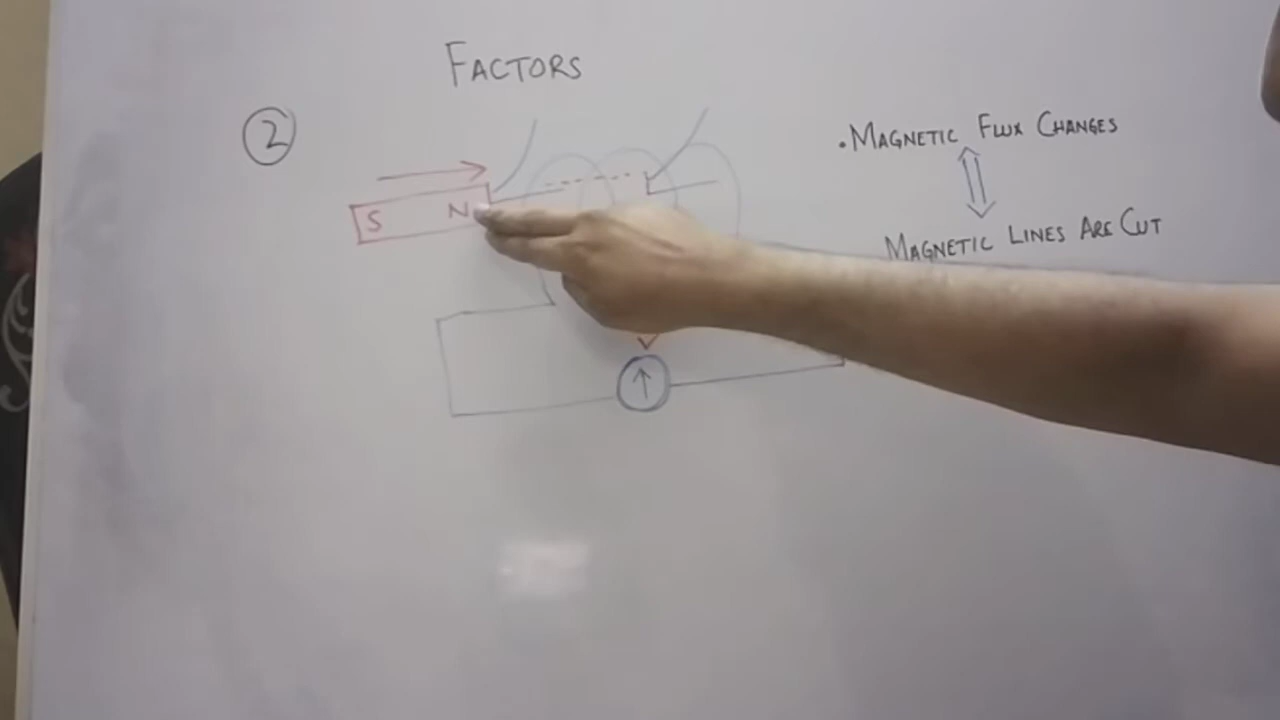 FACTORS
2
S N
• MAGNETIC FLUX CHANGES
MAGNETIC LINES ARE CUT